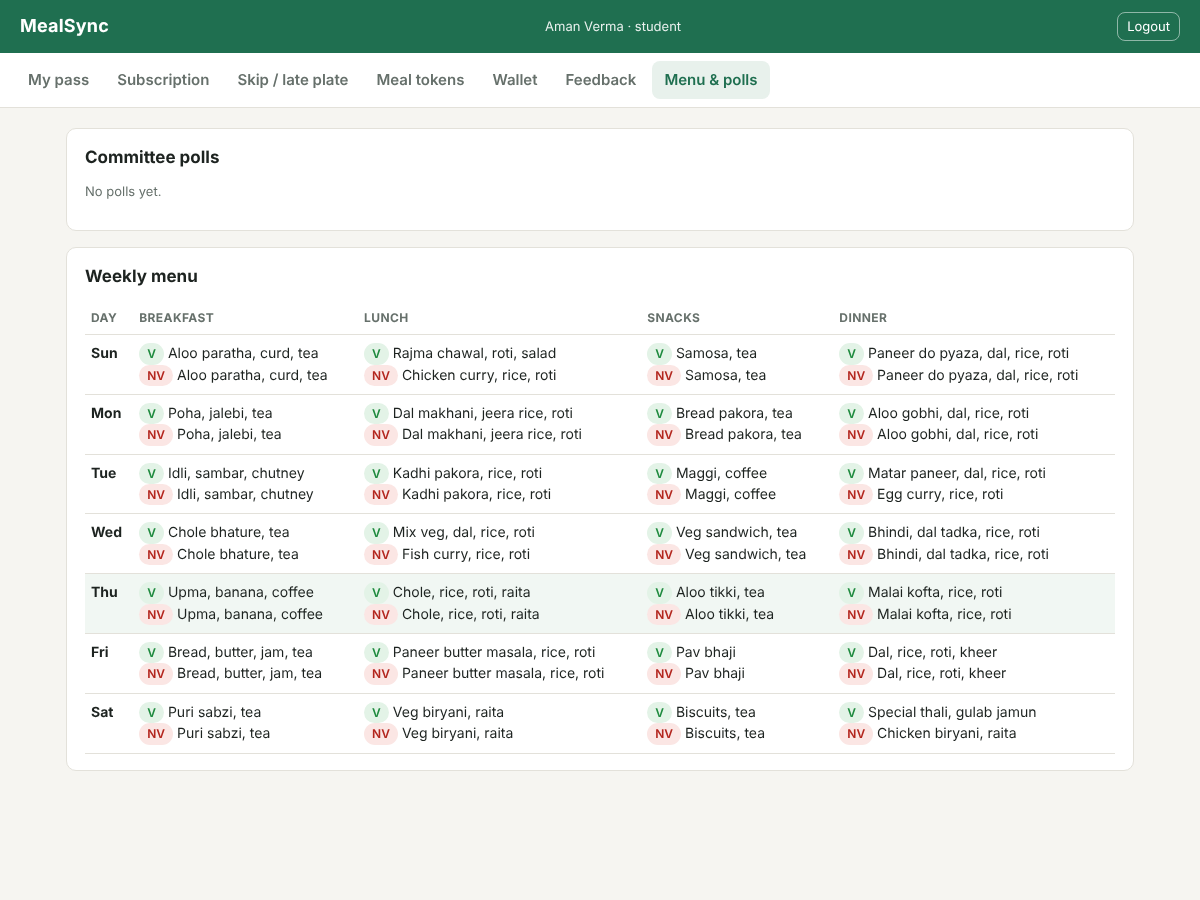 MealSync
Aman Verma · student
Logout
My pass
Subscription
Skip / late plate
Meal tokens
Wallet
Feedback
Menu & polls
Committee polls
No polls yet.
Weekly menu
DAY BREAKFAST LUNCH SNACKS DINNER
Sun V Aloo paratha, curd, tea V Rajma chawal, roti, salad V Samosa, tea V Paneer do pyaza, dal, rice, roti
NV Aloo paratha, curd, tea NV Chicken curry, rice, roti NV Samosa, tea NV Paneer do pyaza, dal, rice, roti
Mon V Poha, jalebi, tea V Dal makhani, jeera rice, roti V Bread pakora, tea V Aloo gobhi, dal, rice, roti
NV Poha, jalebi, tea NV Dal makhani, jeera rice, roti NV Bread pakora, tea NV Aloo gobhi, dal, rice, roti
Tue V Idli, sambar, chutney V Kadhi pakora, rice, roti V Maggi, coffee V Matar paneer, dal, rice, roti
NV Idli, sambar, chutney NV Kadhi pakora, rice, roti NV Maggi, coffee NV Egg curry, rice, roti
Wed V Chole bhature, tea V Mix veg, dal, rice, roti V Veg sandwich, tea V Bhindi, dal tadka, rice, roti
NV Chole bhature, tea NV Fish curry, rice, roti NV Veg sandwich, tea NV Bhindi, dal tadka, rice, roti
Thu V Upma, banana, coffee V Chole, rice, roti, raita V Aloo tikki, tea V Malai kofta, rice, roti
NV Upma, banana, coffee NV Chole, rice, roti, raita NV Aloo tikki, tea NV Malai kofta, rice, roti
Fri V Bread, butter, jam, tea V Paneer butter masala, rice, roti V Pav bhaji V Dal, rice, roti, kheer
NV Bread, butter, jam, tea NV Paneer butter masala, rice, roti NV Pav bhaji NV Dal, rice, roti, kheer
Sat V Puri sabzi, tea V Veg biryani, raita V Biscuits, tea V Special thali, gulab jamun
NV Puri sabzi, tea NV Veg biryani, raita NV Biscuits, tea NV Chicken biryani, raita